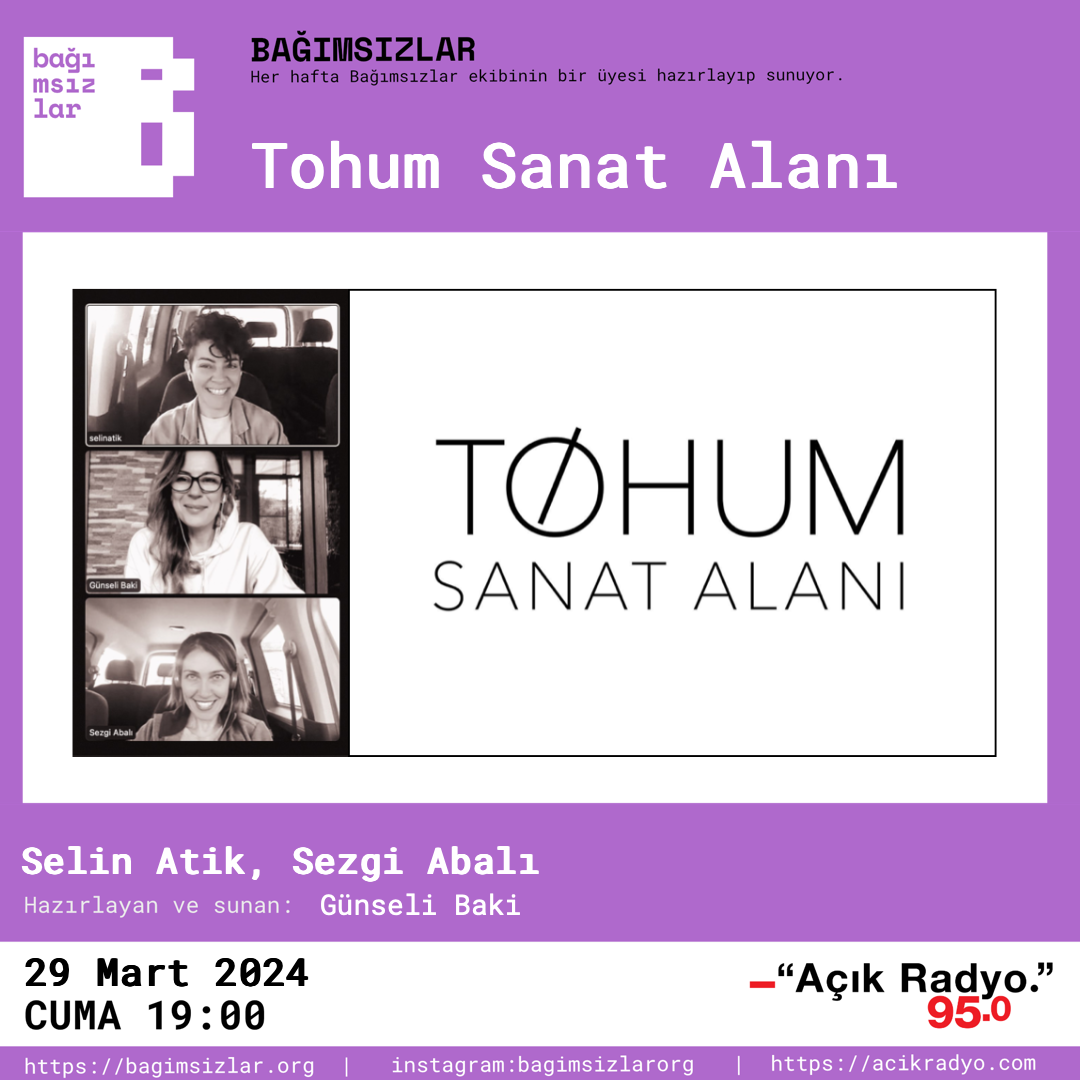 bağı
msız
lar
BAĞIMSIZLAR
Her hafta Bağımsızlar ekibinin bir üyesi hazırlayıp sunuyor.
Tohum Sanat Alanı
selinatik
Günseli Baki
Sezgi Abalı
TØHUM
SANAT ALANI
Selin Atik, Sezgi Abalı
Hazırlayan ve sunan: Günseli Baki
29 Mart 2024
CUMA 19:00
“Açık Radyo.”
95.0
https://bagimsizlar.org | instagram:bagimsizlarorg | https://acikradyo.com